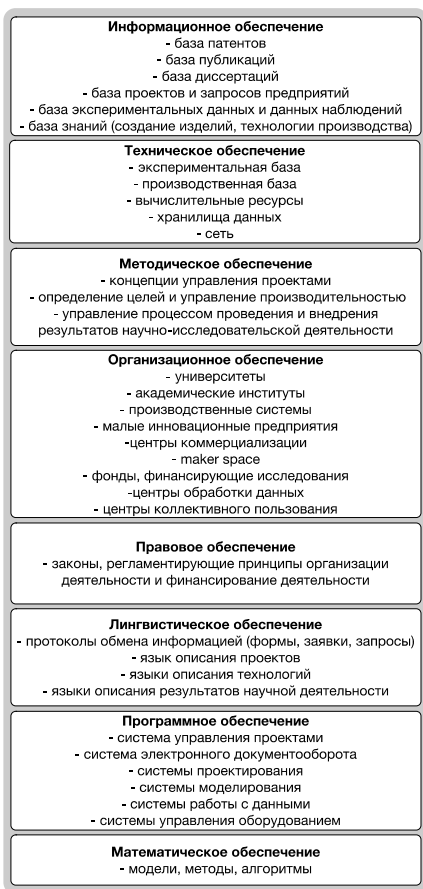 Информационное обеспечение
- база патентов
- база публикаций
- база диссертаций
- база проектов и запросов предприятий
- база экспериментальных данных и данных наблюдений
- база знаний (создание изделий, технологии производства)
Техническое обеспечение
- экспериментальная база
- производственная база
- вычислительные ресурсы
- хранилища данных
- сеть
Методическое обеспечение
- концепции управления проектами
- определение целей и управление производительностью
- управление процессом проведения и внедрения
результатов научно-исследовательской деятельности
Организационное обеспечение
- университеты
- академические институты
- производственные системы
- малые инновационные предприятия
-центры коммерциализации
- maker space
- фонды, финансирующие исследования
-центры обработки данных
- центры коллективного пользования
Правовое обеспечение
- законы, регламентирующие принципы организации
деятельности и финансирование деятельности
Лингвистическое обеспечение
- протоколы обмена информацией (формы, заявки, запросы)
- язык описания проектов
- языки описания технологий
- языки описания результатов научной деятельности
Программное обеспечение
- система управления проектами
- система электронного документооборота
- системы проектирования
- системы моделирования
- системы работы с данными
- системы управления оборудованием
Математическое обеспечение
- модели, методы, алгоритмы